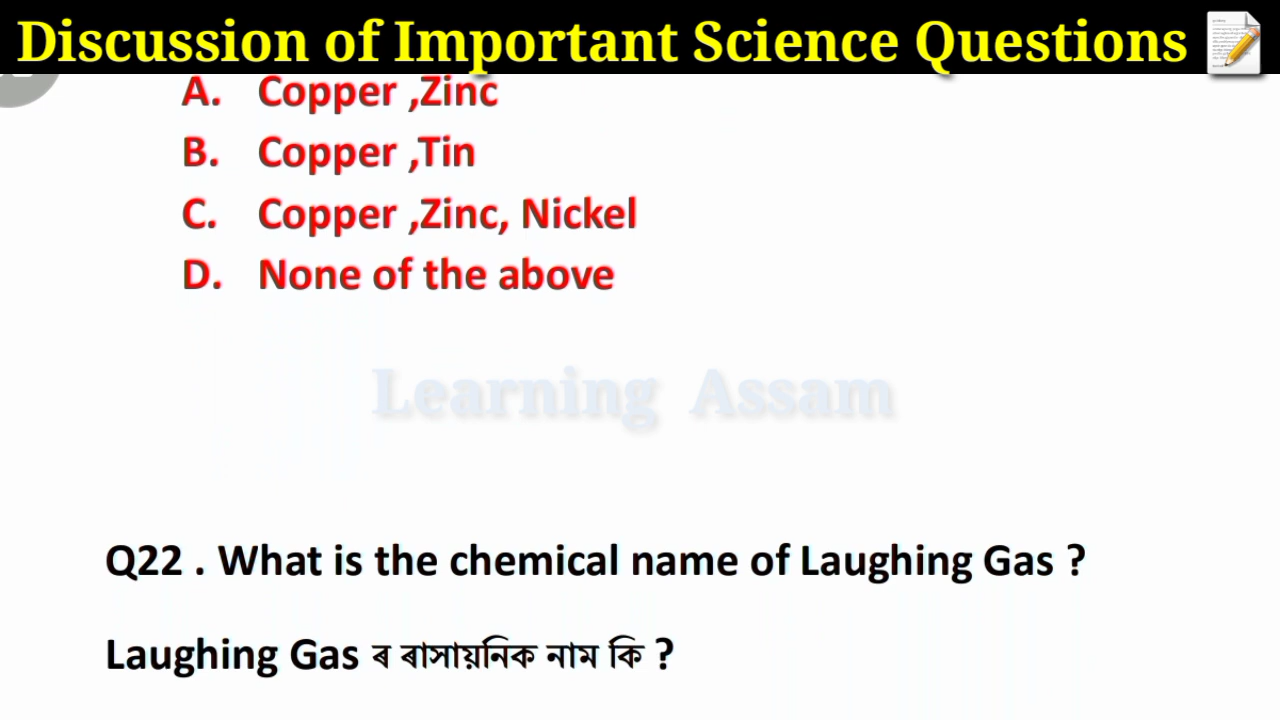 Discussion of Important Science Questions
A. Copper ,Zinc
B. Copper ,Tin
C. Copper ,Zinc, Nickel
D. None of the above
Learning Assam
Q22 . What is the chemical name of Laughing Gas ?
Laughing Gas ৰ ৰাসায়নিক নাম কি ?